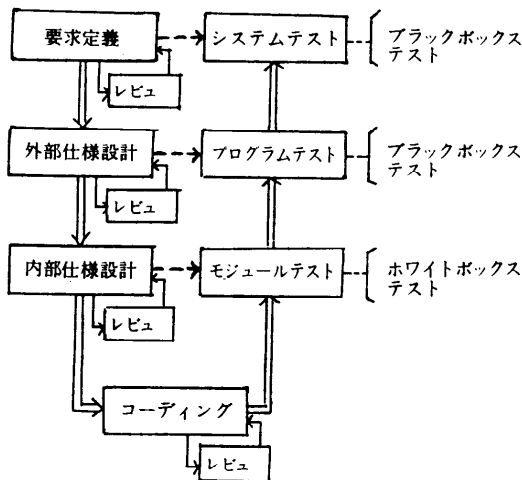 要求定義
システムテスト
ブラックボックス
テスト
レビュ
外部仕様設計
プログラムテスト
ブラックボックス
テスト
レビュ
内部仕様設計
モジュールテスト
ホワイトボックス
テスト
レビュ
コーディング
レビュ